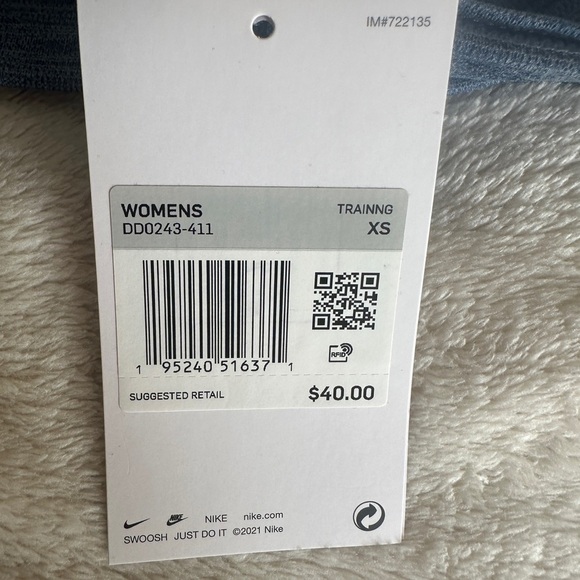 IM#722135
WOMENS TRAINNG
DD0243-411 XS
1 95240 51637 1
RFID
SUGGESTED RETAIL $40.00
NIKE nike.com
SWOOSH JUST DO IT ©2021 Nike